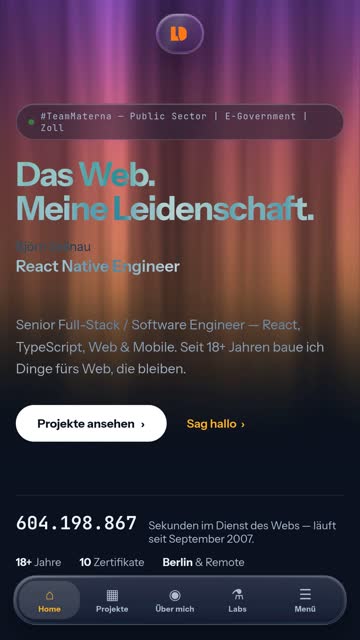 #TeamMaterna — Public Sector | E-Government |
Zoll
Das Web.
Meine Leidenschaft.
React Native Engineer
Senior Full-Stack / Software Engineer — React,
TypeScript, Web & Mobile. Seit 18+ Jahren baue ich
Dinge fürs Web, die bleiben.
Projekte ansehen ›
Sag hallo ›
604.198.867
Sekunden im Dienst des Webs — läuft
seit September 2007.
18+ Jahre
10 Zertifikate
Berlin & Remote
Home
Projekte
Über mich
Labs
Menü